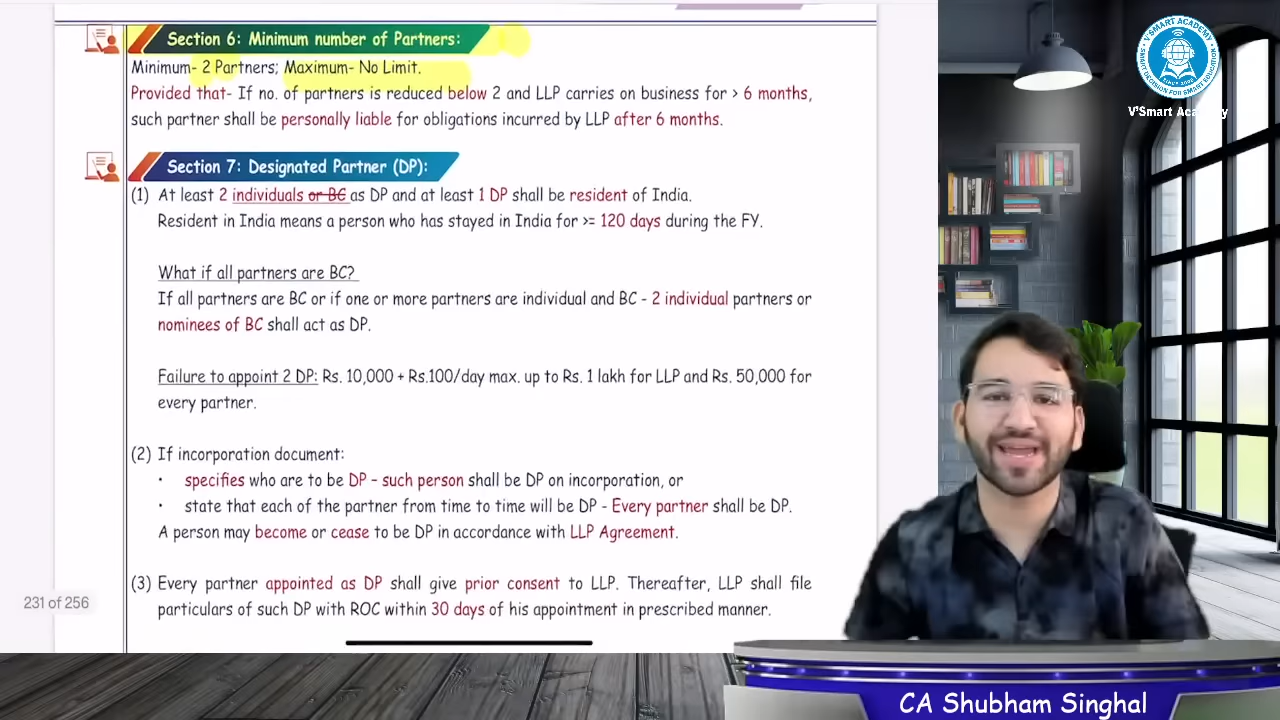 Section 6: Minimum number of Partners:
Minimum- 2 Partners; Maximum- No Limit.
Provided that- If no. of partners is reduced below 2 and LLP carries on business for > 6 months,
such partner shall be personally liable for obligations incurred by LLP after 6 months.
Section 7: Designated Partner (DP):
(1) At least 2 individuals or BC as DP and at least 1 DP shall be resident of India.
Resident in India means a person who has stayed in India for >= 120 days during the FY.
What if all partners are BC?
If all partners are BC or if one or more partners are individual and BC - 2 individual partners or
nominees of BC shall act as DP.
Failure to appoint 2 DP: Rs. 10,000 + Rs.100/day max. up to Rs. 1 lakh for LLP and Rs. 50,000 for
every partner.
(2) If incorporation document:
• specifies who are to be DP - such person shall be DP on incorporation, or
• state that each of the partner from time to time will be DP - Every partner shall be DP.
A person may become or cease to be DP in accordance with LLP Agreement.
(3) Every partner appointed as DP shall give prior consent to LLP. Thereafter, LLP shall file
particulars of such DP with ROC within 30 days of his appointment in prescribed manner.
231 of 256
V'SMART ACADEMY
SMART DECISION FOR SMART EDUCATION
V'Smart Academy
CA Shubham Singhal